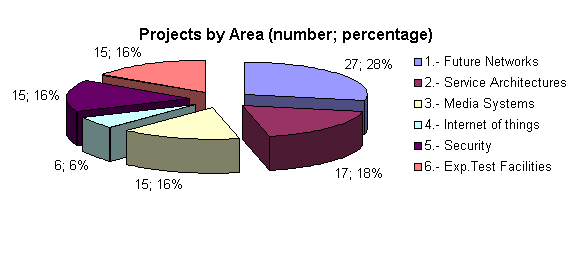 Projects by Area (number; percentage)
15; 16%
27; 28%
15; 16%
6; 6%
15; 16%
17; 18%
1.- Future Networks
2.- Service Architectures
3.- Media Systems
4.- Internet of things
5.- Security
6.- Exp.Test Facilities